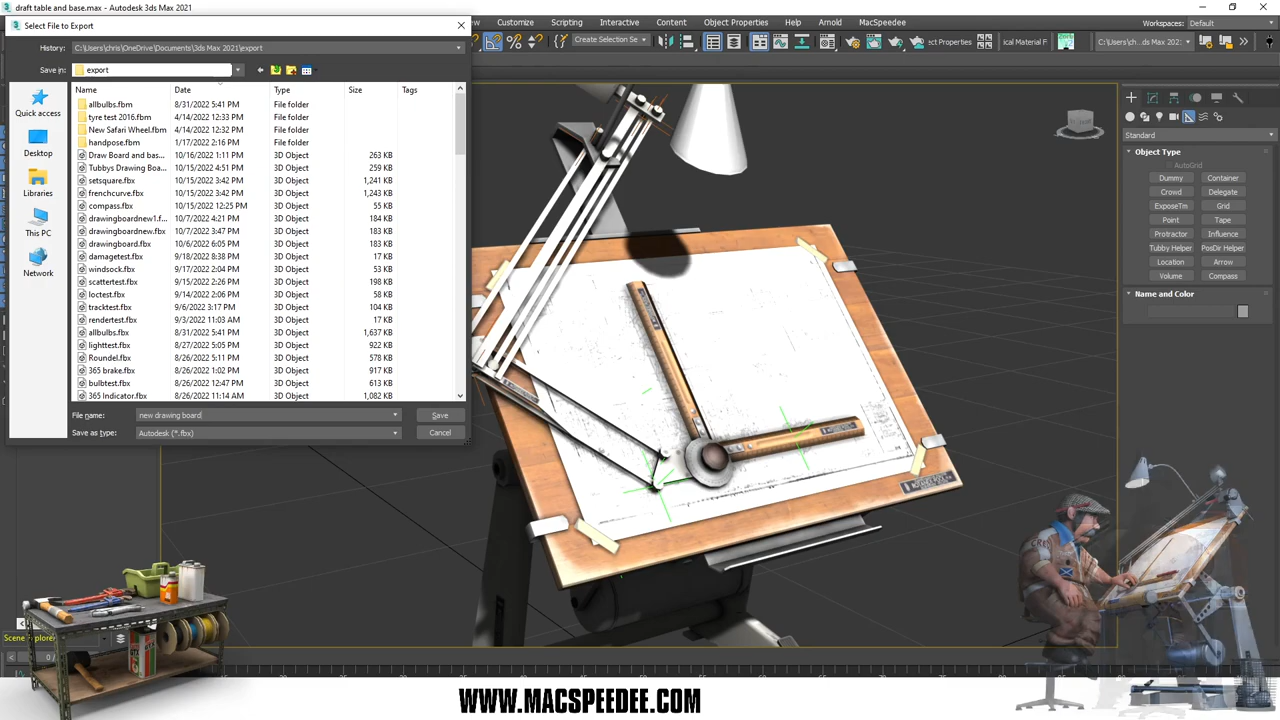 draft table and base.max - Autodesk 3ds Max 2021
Select File to Export
History: C:\Users\chris\OneDrive\Documents\3ds Max 2021\export
Save in: export
Customize Scripting Interactive Content Object Properties Help Arnold MacSpeedee
Workspaces: Default
Create Selection Se
ect Properties
ical Material F
C:\Users\ch...ds Max 202:
Name Date Type Size Tags
allbulbs.fbm 8/31/2022 5:41 PM File folder
tyre test 2016.fbm 4/14/2022 12:33 PM File folder
New Safari Wheel.fbm 4/14/2022 12:32 PM File folder
handpose.fbm 1/17/2022 2:16 PM File folder
Draw Board and bas... 10/16/2022 1:11 PM 3D Object 263 KB
Tubbys Drawing Boa... 10/15/2022 4:51 PM 3D Object 259 KB
setsquare.fbx 10/15/2022 3:42 PM 3D Object 1,241 KB
frenchcurve.fbx 10/15/2022 3:42 PM 3D Object 1,243 KB
compass.fbx 10/15/2022 12:25 PM 3D Object 55 KB
drawingboardnew1.f... 10/7/2022 4:21 PM 3D Object 184 KB
drawingboardnew.fbx 10/7/2022 3:47 PM 3D Object 183 KB
drawingboard.fbx 10/6/2022 6:05 PM 3D Object 183 KB
damagetest.fbx 9/18/2022 8:38 PM 3D Object 17 KB
windsock.fbx 9/17/2022 2:04 PM 3D Object 53 KB
scattertest.fbx 9/15/2022 2:26 PM 3D Object 198 KB
loctest.fbx 9/14/2022 2:06 PM 3D Object 58 KB
tracktest.fbx 9/6/2022 3:17 PM 3D Object 104 KB
rendertest.fbx 9/3/2022 11:03 AM 3D Object 17 KB
allbulbs.fbx 8/31/2022 5:41 PM 3D Object 1,637 KB
lighttest.fbx 8/27/2022 5:05 PM 3D Object 922 KB
Roundel.fbx 8/26/2022 5:11 PM 3D Object 578 KB
365 brake.fbx 8/26/2022 1:02 PM 3D Object 917 KB
bulbtest.fbx 8/26/2022 12:47 PM 3D Object 613 KB
365 Indicator.fbx 8/26/2022 11:14 AM 3D Object 1,082 KB
Quick access
Desktop
Libraries
This PC
Network
File name: new drawing board Save
Save as type: Autodesk (*.fbx) Cancel
Standard
Object Type
AutoGrid
Dummy Container
Crowd Delegate
ExposeTm Grid
Point Tape
Protractor Influence
Tubby Helper PosDir Helper
Location Arrow
Volume Compass
Name and Color
Scene Explorer
0 /
WWW.MACSPEEDEE.COM